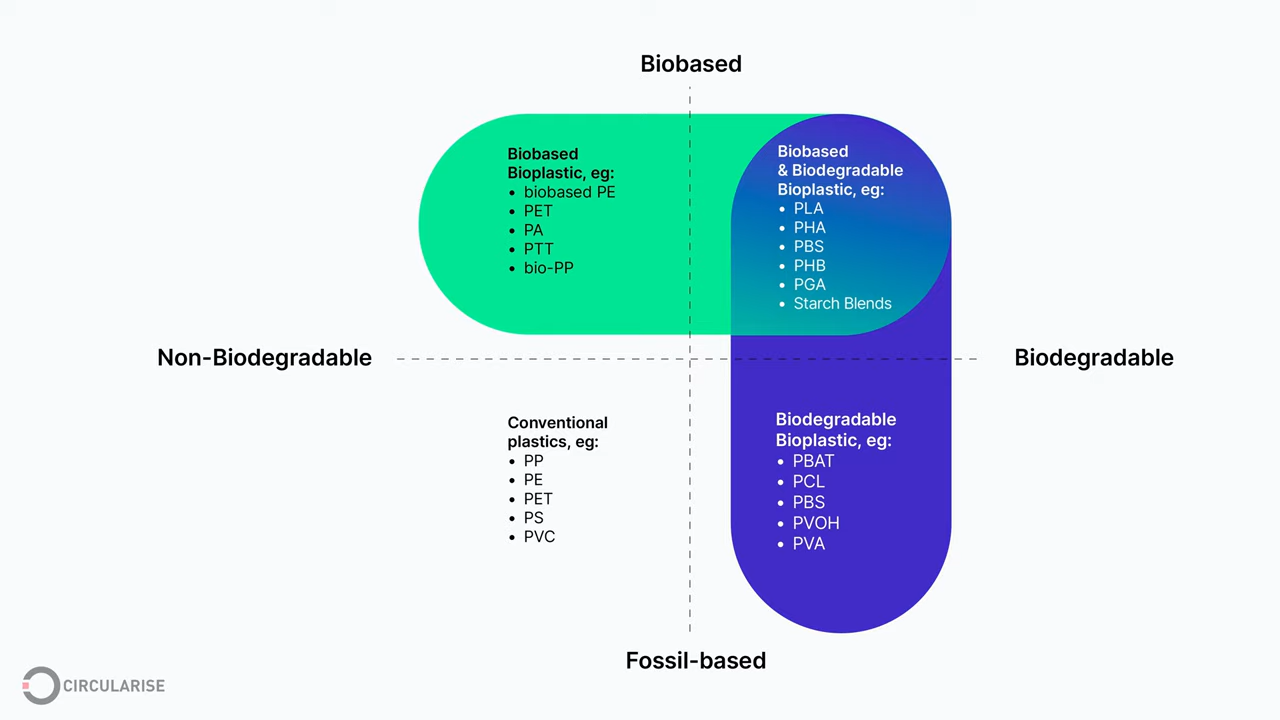 Biobased
Biobased
Bioplastic, eg:
• biobased PE
• PET
• PA
• PTT
• bio-PP
Biobased
& Biodegradable
Bioplastic, eg:
• PLA
• PHA
• PBS
• PHB
• PGA
• Starch Blends
Non-Biodegradable
Biodegradable
Conventional
plastics, eg:
• PP
• PE
• PET
• PS
• PVC
Biodegradable
Bioplastic, eg:
• PBAT
• PCL
• PBS
• PVOH
• PVA
Fossil-based
CIRCULARISE